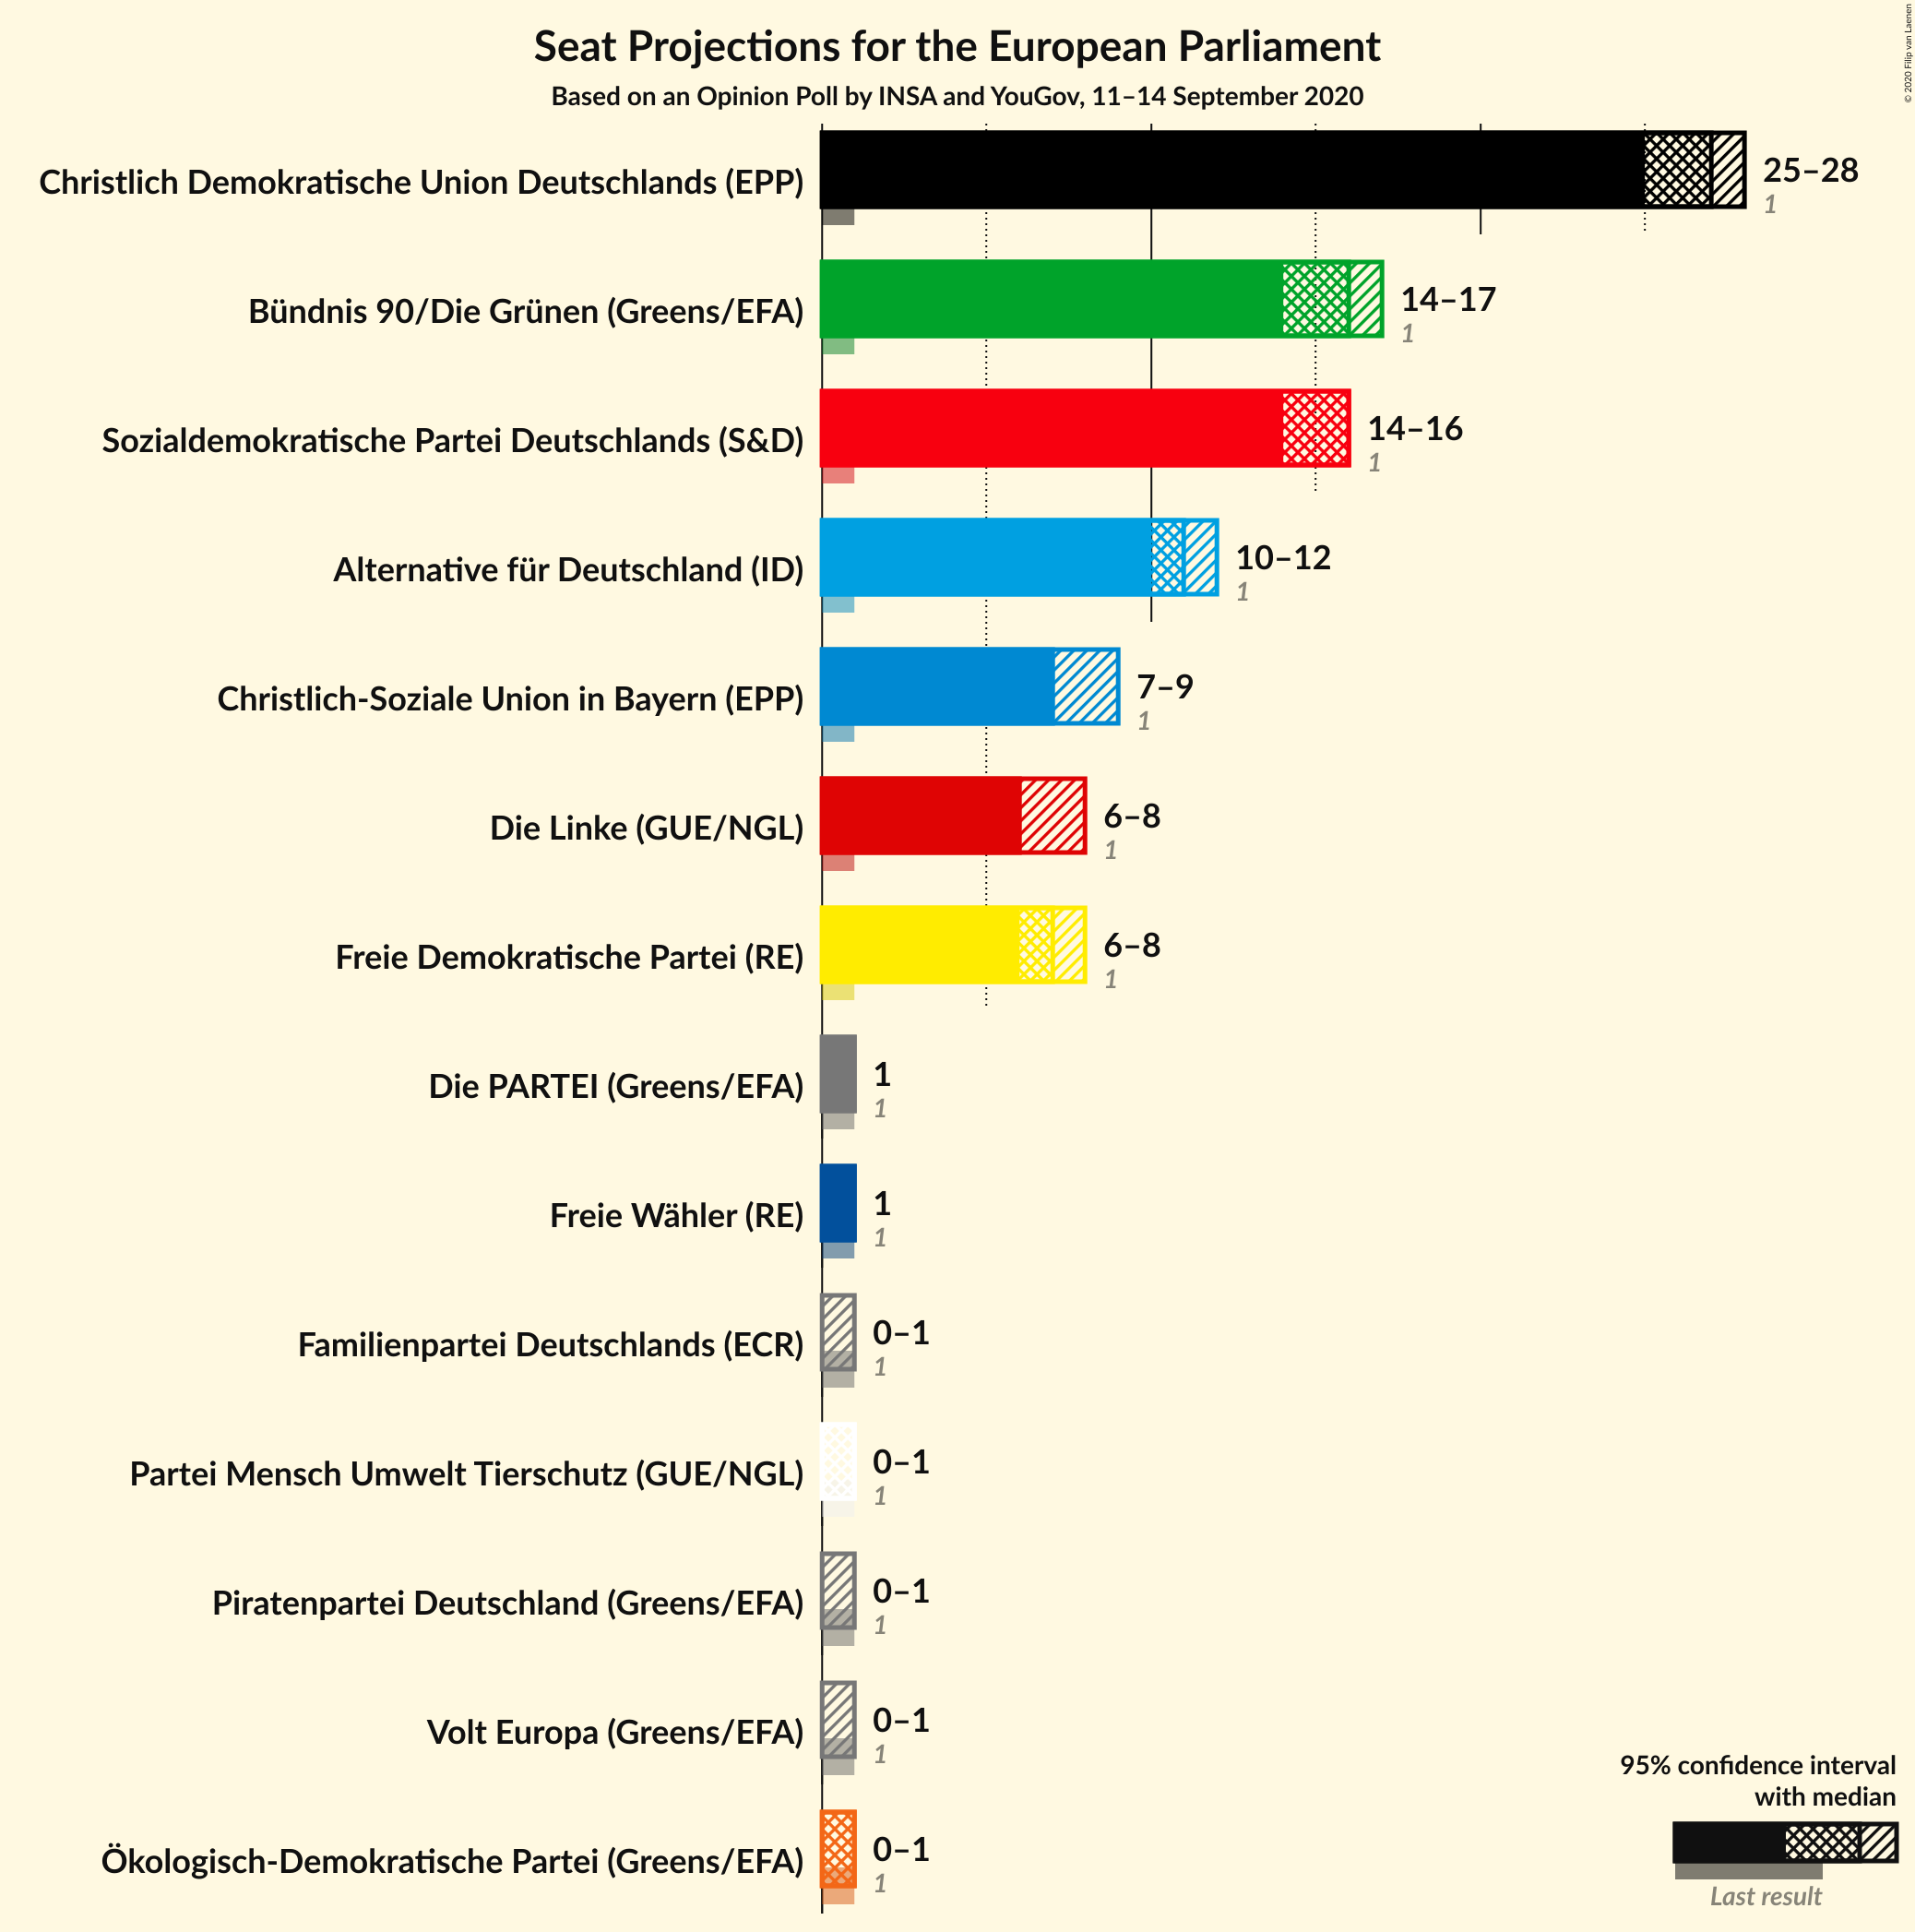 Seat Projections for the European Parliament
Based on an Opinion Poll by INSA and YouGov, 11–14 September 2020
© 2020 Filip van Laenen
Christlich Demokratische Union Deutschlands (EPP)
25–28
1
Bündnis 90/Die Grünen (Greens/EFA)
14–17
1
Sozialdemokratische Partei Deutschlands (S&D)
14–16
1
Alternative für Deutschland (ID)
10–12
1
Christlich-Soziale Union in Bayern (EPP)
7–9
1
Die Linke (GUE/NGL)
6–8
1
Freie Demokratische Partei (RE)
6–8
1
Die PARTEI (Greens/EFA)
1
1
Freie Wähler (RE)
1
1
Familienpartei Deutschlands (ECR)
0–1
1
Partei Mensch Umwelt Tierschutz (GUE/NGL)
0–1
1
Piratenpartei Deutschland (Greens/EFA)
0–1
1
Volt Europa (Greens/EFA)
0–1
1
Ökologisch-Demokratische Partei (Greens/EFA)
0–1
1
95% confidence interval
with median
Last result